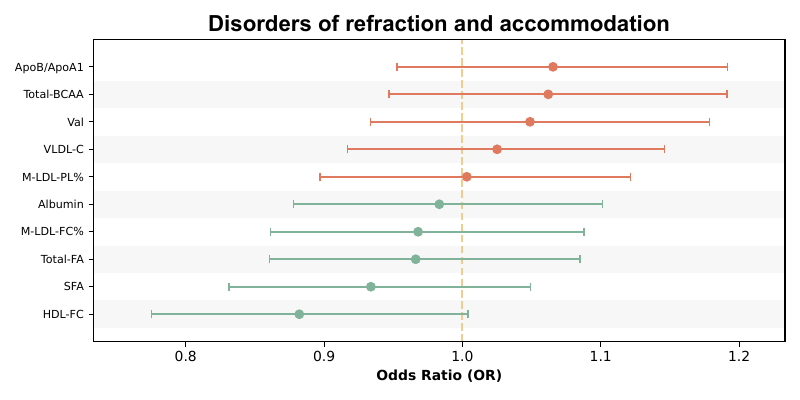 Disorders of refraction and accommodation
ApoB/ApoA1
Total-BCAA
Val
VLDL-C
M-LDL-PL%
Albumin
M-LDL-FC%
Total-FA
SFA
HDL-FC
0.8 0.9 1.0 1.1 1.2
Odds Ratio (OR)